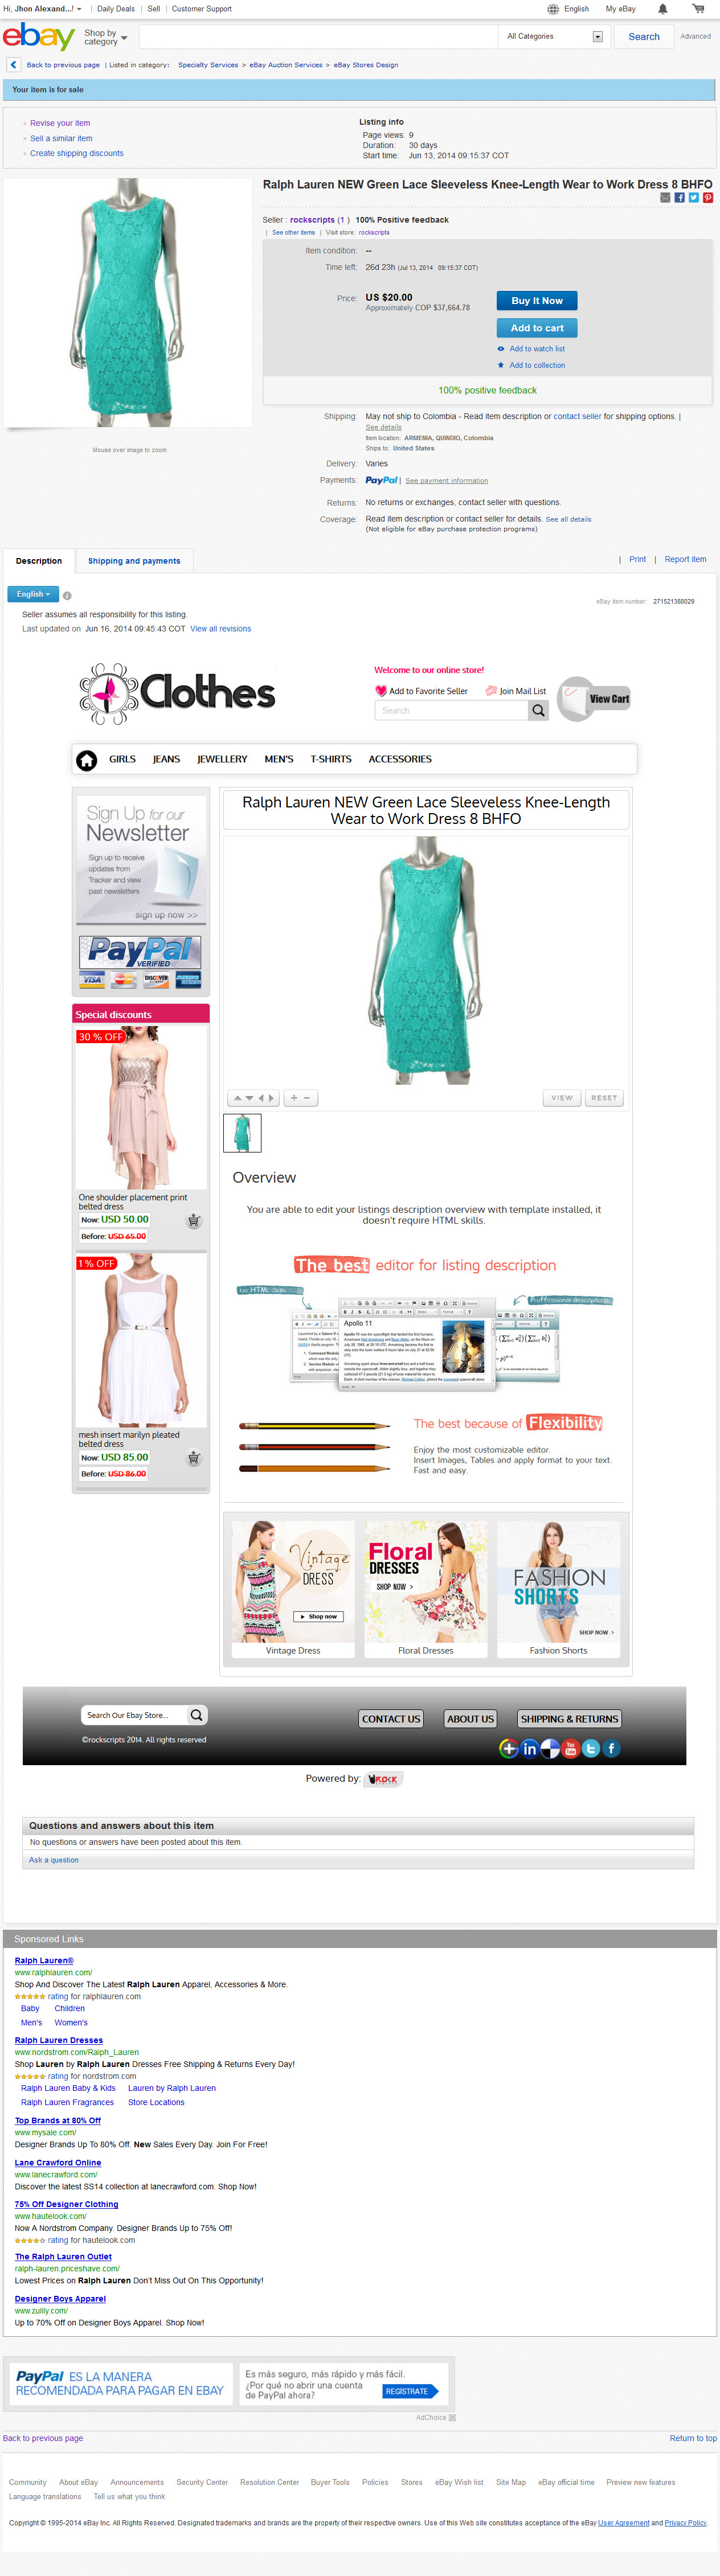 Hi, Jhon Alexand...! | Daily Deals | Sell | Customer Support English My eBay
ebay Shop by category All Categories Search Advanced
Back to previous page | Listed in category: Specialty Services > eBay Auction Services > eBay Stores Design
Your item is for sale
Revise your item
Sell a similar item
Create shipping discounts
Listing info
Page views: 9
Duration: 30 days
Start time: Jun 13, 2014 09:15:37 COT
Ralph Lauren NEW Green Lace Sleeveless Knee-Length Wear to Work Dress 8 BHFO
Seller : rockscripts (1 ) 100% Positive feedback
| See other items | Visit store: rockscripts
Item condition: --
Time left: 26d 23h (Jul 13, 2014 09:15:37 COT)
Price: US $20.00
Approximately COP $37,664.78
Buy It Now
Add to cart
Add to watch list
Add to collection
100% positive feedback
Mouse over image to zoom
Shipping: May not ship to Colombia - Read item description or contact seller for shipping options. |
See details
Item location: ARMENIA, QUINDIO, Colombia
Ships to: United States
Delivery: Varies
Payments: PayPal | See payment information
Returns: No returns or exchanges, contact seller with questions.
Coverage: Read item description or contact seller for details. See all details
(Not eligible for eBay purchase protection programs)
Description Shipping and payments | Print | Report item
English i
eBay item number: 271521388029
Seller assumes all responsibility for this listing.
Last updated on Jun 16, 2014 09:45:43 COT View all revisions
Clothes
Welcome to our online store!
Add to Favorite Seller Join Mail List
Search
View Cart
GIRLS JEANS JEWELLERY MEN'S T-SHIRTS ACCESSORIES
Sign Up for our
Newsletter
Sign up to receive
updates from
Tracker and view
past newsletters
sign up now >>
PayPal
VERIFIED
VISA MasterCard DISCOVER AMERICAN EXPRESS
Special discounts
30 % OFF
One shoulder placement print
belted dress
Now: USD 50.00
Before: USD 65.00
1 % OFF
mesh insert marilyn pleated
belted dress
Now: USD 85.00
Before: USD 86.00
Ralph Lauren NEW Green Lace Sleeveless Knee-Length
Wear to Work Dress 8 BHFO
+ − VIEW RESET
Overview
You are able to edit your listings description overview with template installed, it
doesn't require HTML skills.
The best editor for listing description
No HTML Skills
Proffessional descriptions
Apollo 11
The best because of Flexibility
Enjoy the most customizable editor.
Insert Images, Tables and apply format to your text.
Fast and easy.
Vintage
DRESS
Shop now
Vintage Dress
Floral
DRESSES
SHOP NOW >
Floral Dresses
FASHION
SHORTS
SHOP NOW >
Fashion Shorts
Search Our Ebay Store...
CONTACT US ABOUT US SHIPPING & RETURNS
©rockscripts 2014. All rights reserved
Powered by: ROCK
Questions and answers about this item
No questions or answers have been posted about this item.
Ask a question
Sponsored Links
Ralph Lauren®
www.ralphlauren.com/
Shop And Discover The Latest Ralph Lauren Apparel, Accessories & More.
rating for ralphlauren.com
Baby Children
Men's Women's
Ralph Lauren Dresses
www.nordstrom.com/Ralph_Lauren
Shop Lauren by Ralph Lauren Dresses Free Shipping & Returns Every Day!
rating for nordstrom.com
Ralph Lauren Baby & Kids Lauren by Ralph Lauren
Ralph Lauren Fragrances Store Locations
Top Brands at 80% Off
www.mysale.com/
Designer Brands Up To 80% Off. New Sales Every Day. Join For Free!
Lane Crawford Online
www.lanecrawford.com/
Discover the latest SS14 collection at lanecrawford.com. Shop Now!
75% Off Designer Clothing
www.hautelook.com/
Now A Nordstrom Company. Designer Brands Up to 75% Off!
rating for hautelook.com
The Ralph Lauren Outlet
ralph-lauren.priceshave.com/
Lowest Prices on Ralph Lauren Don't Miss Out On This Opportunity!
Designer Boys Apparel
www.zulily.com/
Up to 70% Off on Designer Boys Apparel. Shop Now!
PayPal ES LA MANERA
RECOMENDADA PARA PAGAR EN EBAY
Es más seguro, más rápido y más fácil.
¿Por qué no abrir una cuenta
de PayPal ahora?
REGÍSTRATE
AdChoice
Back to previous page Return to top
Community About eBay Announcements Security Center Resolution Center Buyer Tools Policies Stores eBay Wish list Site Map eBay official time Preview new features
Language translations Tell us what you think
Copyright © 1995-2014 eBay Inc. All Rights Reserved. Designated trademarks and brands are the property of their respective owners. Use of this Web site constitutes acceptance of the eBay User Agreement and Privacy Policy.